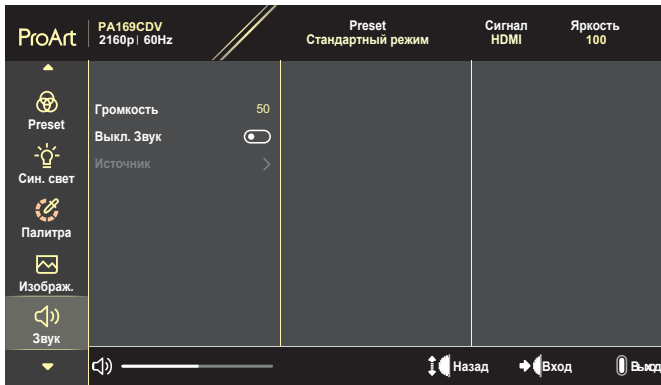 ProArt
PA169CDV
2160p | 60Hz
Preset
Стандартный режим
Сигнал
HDMI
Яркость
100
Preset
Син. свет
Палитра
Изображ.
Звук
Громкость 50
Выкл. Звук
Источник
Назад
Вход
Выход